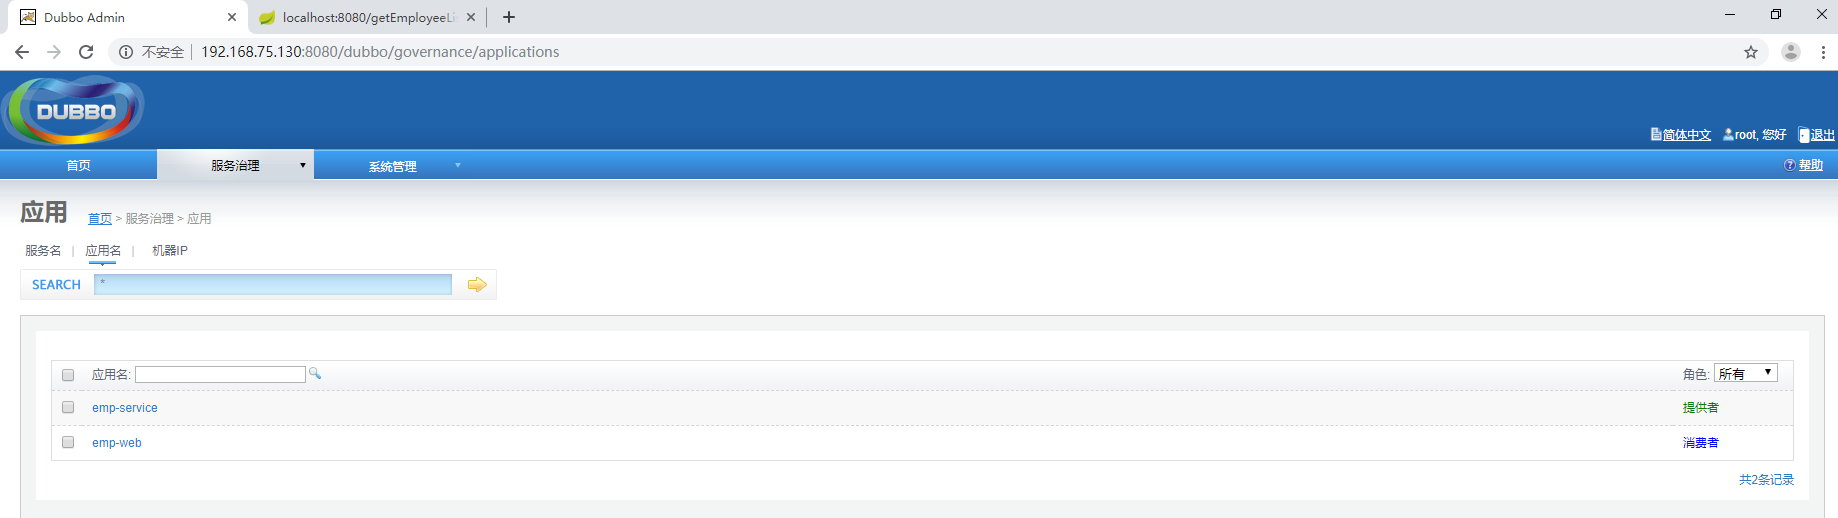 Dubbo Admin
localhost:8080/getEmployeeLis
不安全 192.168.75.130:8080/dubbo/governance/applications
DUBBO
简体中文 root, 您好 退出
首页 服务治理 系统管理 帮助
应用 首页 > 服务治理 > 应用
服务名 | 应用名 | 机器IP
SEARCH *
应用名: 角色: 所有
emp-service 提供者
emp-web 消费者
共2条记录